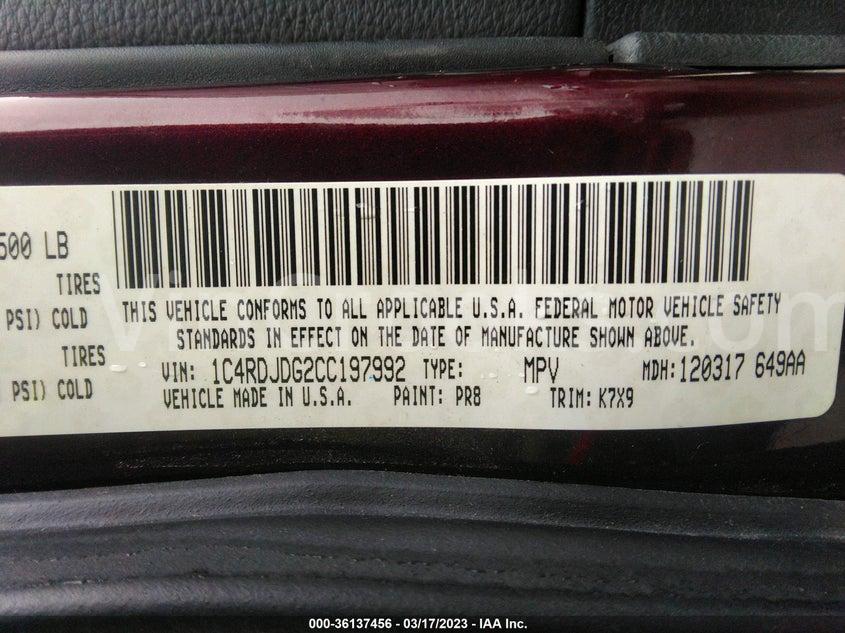 500 LB
TIRES
PSI) COLD
TIRES
PSI) COLD
THIS VEHICLE CONFORMS TO ALL APPLICABLE U.S.A. FEDERAL MOTOR VEHICLE SAFETY
STANDARDS IN EFFECT ON THE DATE OF MANUFACTURE SHOWN ABOVE.
VIN: 1C4RDJDG2CC197992 TYPE: MPV MDH:120317 649AA
VEHICLE MADE IN U.S.A. PAINT: PR8 TRIM: K7X9
000-36137456 - 03/17/2023 - IAA Inc.